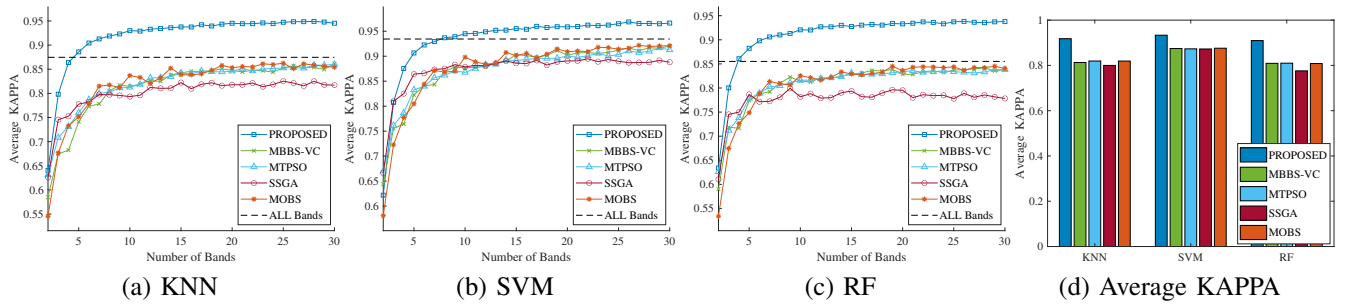 0.95
0.9
0.85
0.8
0.75
0.7
0.65
0.6
0.55
Average KAPPA
5 10 15 20 25 30
Number of Bands
PROPOSED
MBBS-VC
MTPSO
SSGA
MOBS
ALL Bands
(a) KNN
0.95
0.9
0.85
0.8
0.75
0.7
0.65
0.6
Average KAPPA
5 10 15 20 25 30
Number of Bands
PROPOSED
MBBS-VC
MTPSO
SSGA
MOBS
ALL Bands
(b) SVM
0.95
0.9
0.85
0.8
0.75
0.7
0.65
0.6
0.55
Average KAPPA
5 10 15 20 25 30
Number of Bands
PROPOSED
MBBS-VC
MTPSO
SSGA
MOBS
ALL Bands
(c) RF
1
0.8
0.6
0.4
0.2
0
Average KAPPA
KNN SVM RF
PROPOSED
MBBS-VC
MTPSO
SSGA
MOBS
(d) Average KAPPA